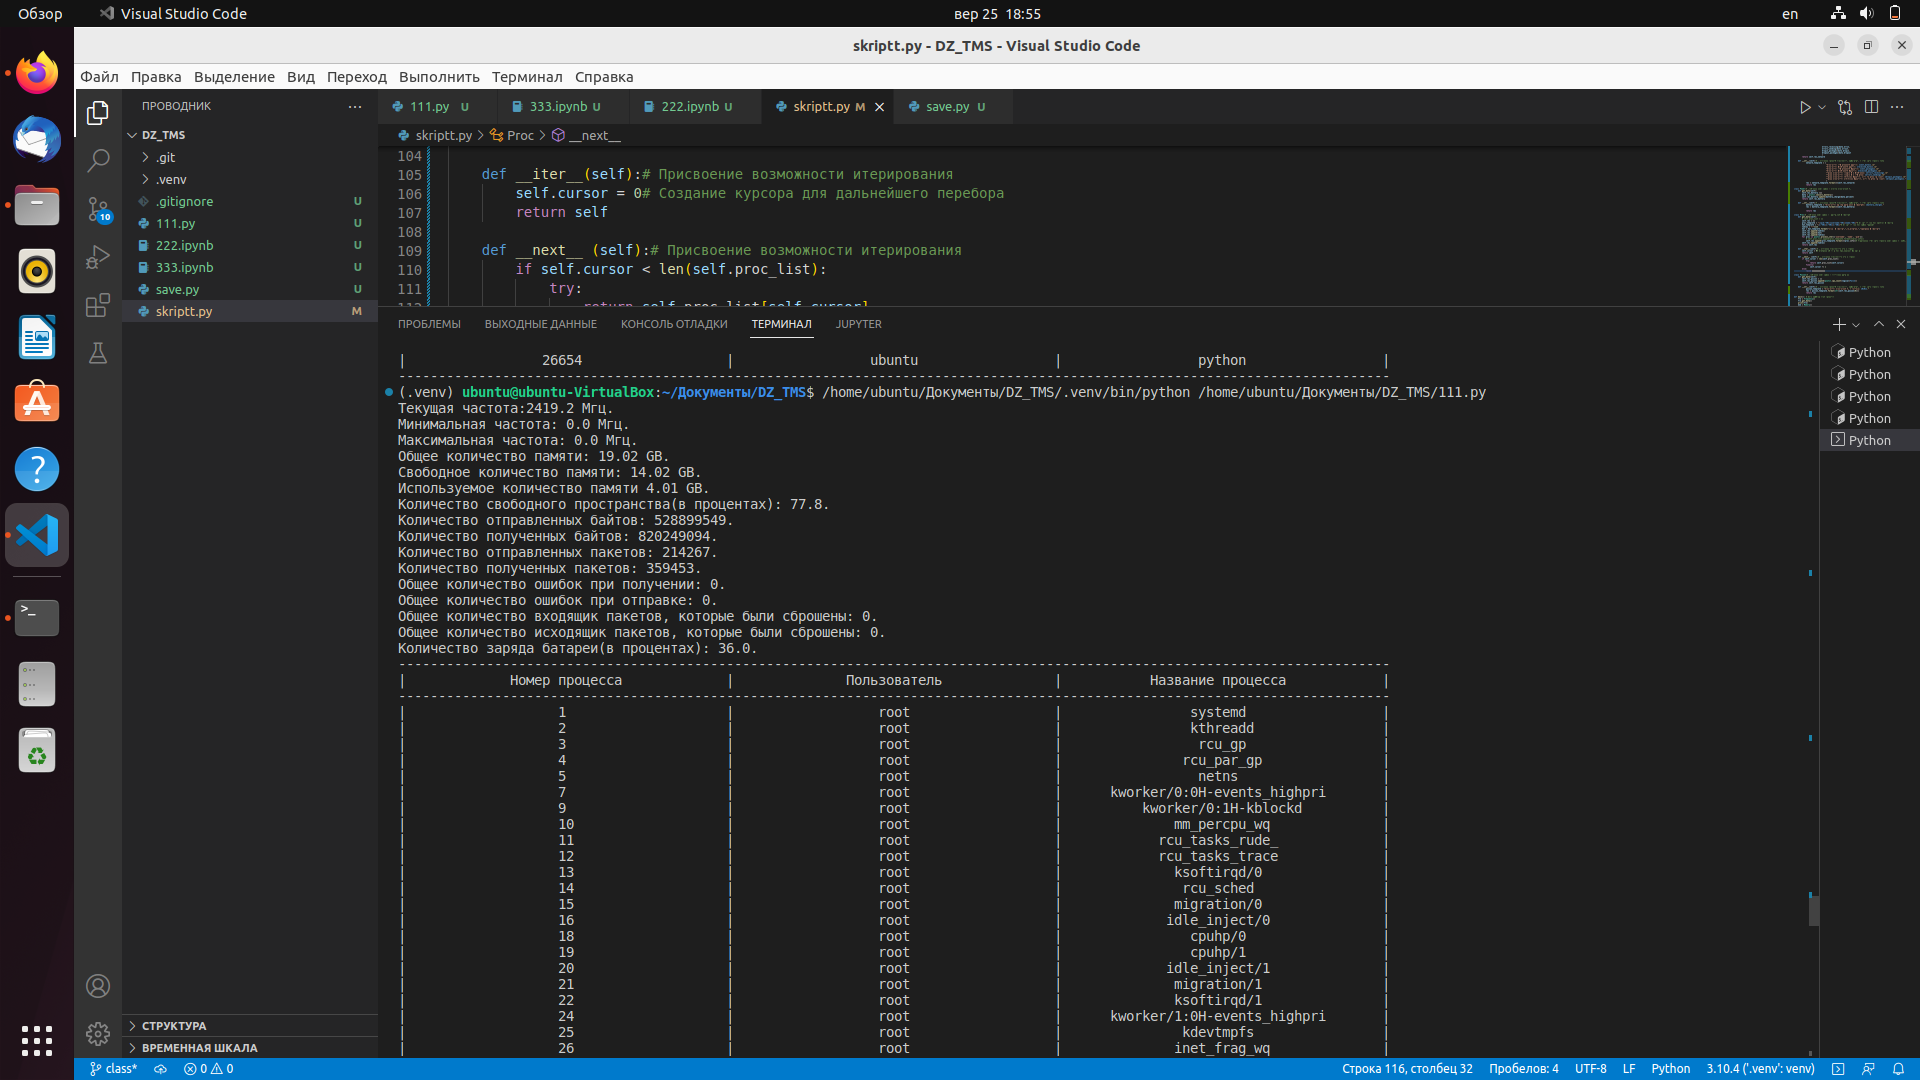 Обзор Visual Studio Code вер 25 18:55 en
skriptt.py - DZ_TMS - Visual Studio Code
Файл Правка Выделение Вид Переход Выполнить Терминал Справка
ПРОВОДНИК ···
DZ_TMS
.git
.venv
.gitignore U
111.py U
222.ipynb U
333.ipynb U
save.py U
skriptt.py M
10
СТРУКТУРА
ВРЕМЕННАЯ ШКАЛА
111.py U 333.ipynb U 222.ipynb U skriptt.py M save.py U
skriptt.py > Proc > __next__
104
105 def __iter__(self):# Присвоение возможности итерирования
106 self.cursor = 0# Создание курсора для дальнейшего перебора
107 return self
108
109 def __next__ (self):# Присвоение возможности итерирования
110 if self.cursor < len(self.proc_list):
111 try:
112 return self.proc_list[self.cursor]
ПРОБЛЕМЫ ВЫХОДНЫЕ ДАННЫЕ КОНСОЛЬ ОТЛАДКИ ТЕРМИНАЛ JUPYTER
| 26654 | ubuntu | python |
(.venv) ubuntu@ubuntu-VirtualBox:~/Документы/DZ_TMS$ /home/ubuntu/Документы/DZ_TMS/.venv/bin/python /home/ubuntu/Документы/DZ_TMS/111.py
Текущая частота:2419.2 Мгц.
Минимальная частота: 0.0 Мгц.
Максимальная частота: 0.0 Мгц.
Общее количество памяти: 19.02 GB.
Свободное количество памяти: 14.02 GB.
Используемое количество памяти 4.01 GB.
Количество свободного пространства(в процентах): 77.8.
Количество отправленных байтов: 528899549.
Количество полученных байтов: 820249094.
Количество отправленных пакетов: 214267.
Количество полученных пакетов: 359453.
Общее количество ошибок при получении: 0.
Общее количество ошибок при отправке: 0.
Общее количество входящик пакетов, которые были сброшены: 0.
Общее количество исходящик пакетов, которые были сброшены: 0.
Количество заряда батареи(в процентах): 36.0.
| Номер процесса | Пользователь | Название процесса |
| 1 | root | systemd |
| 2 | root | kthreadd |
| 3 | root | rcu_gp |
| 4 | root | rcu_par_gp |
| 5 | root | netns |
| 7 | root | kworker/0:0H-events_highpri |
| 9 | root | kworker/0:1H-kblockd |
| 10 | root | mm_percpu_wq |
| 11 | root | rcu_tasks_rude_ |
| 12 | root | rcu_tasks_trace |
| 13 | root | ksoftirqd/0 |
| 14 | root | rcu_sched |
| 15 | root | migration/0 |
| 16 | root | idle_inject/0 |
| 18 | root | cpuhp/0 |
| 19 | root | cpuhp/1 |
| 20 | root | idle_inject/1 |
| 21 | root | migration/1 |
| 22 | root | ksoftirqd/1 |
| 24 | root | kworker/1:0H-events_highpri |
| 25 | root | kdevtmpfs |
| 26 | root | inet_frag_wq |
Python
Python
Python
Python
Python
class* 0 0 Строка 116, столбец 32 Пробелов: 4 UTF-8 LF Python 3.10.4 ('.venv': venv)